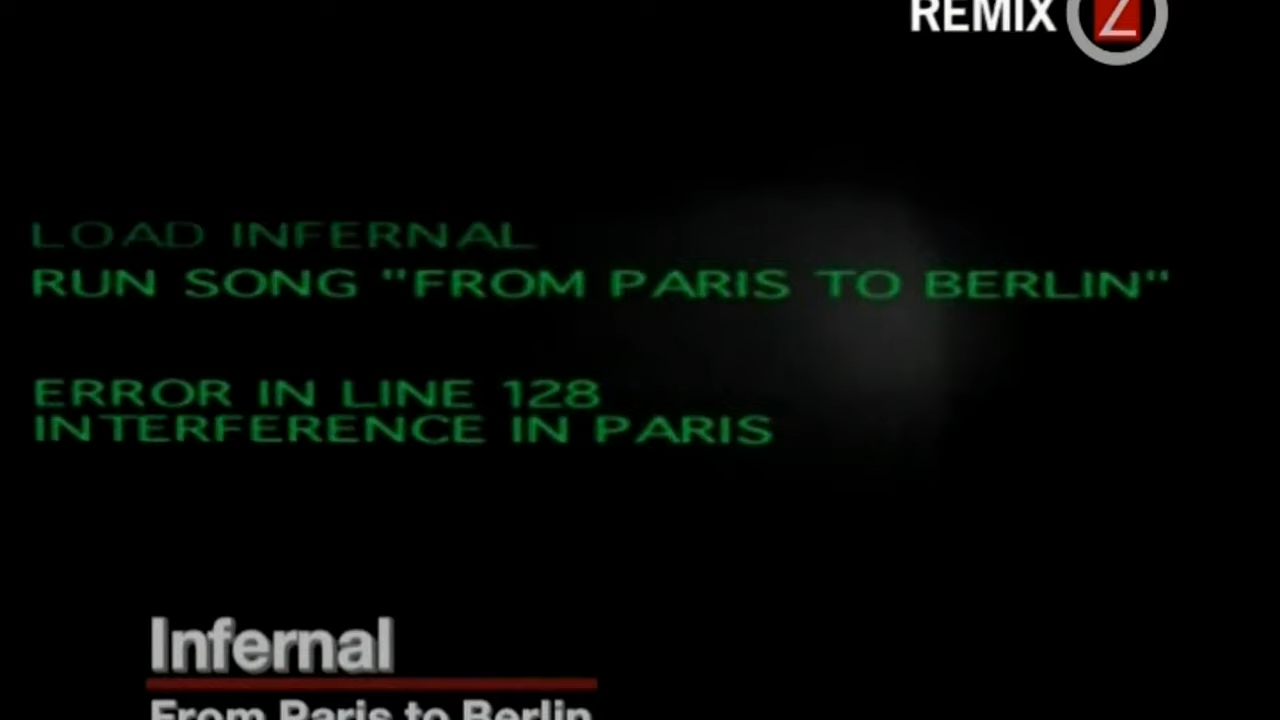 REMIX Z
LOAD INFERNAL
RUN SONG "FROM PARIS TO BERLIN"
ERROR IN LINE 128
INTERFERENCE IN PARIS
Infernal
From Paris to Berlin